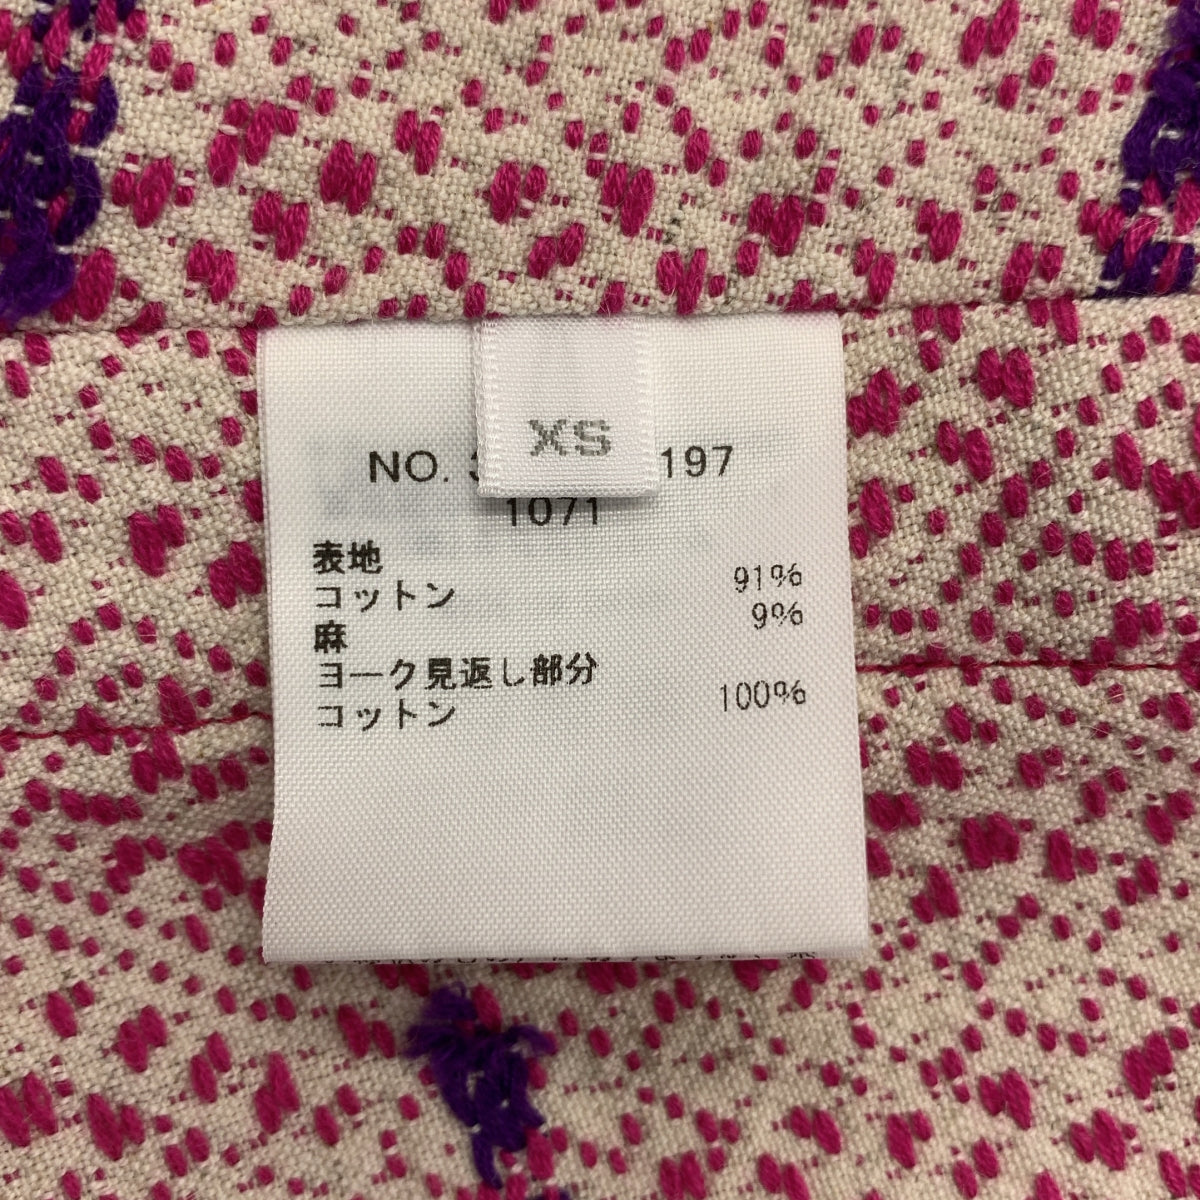 XS
NO. 3 197
1071
表地
コットン 91%
麻 9%
ヨーク見返し部分
コットン 100%